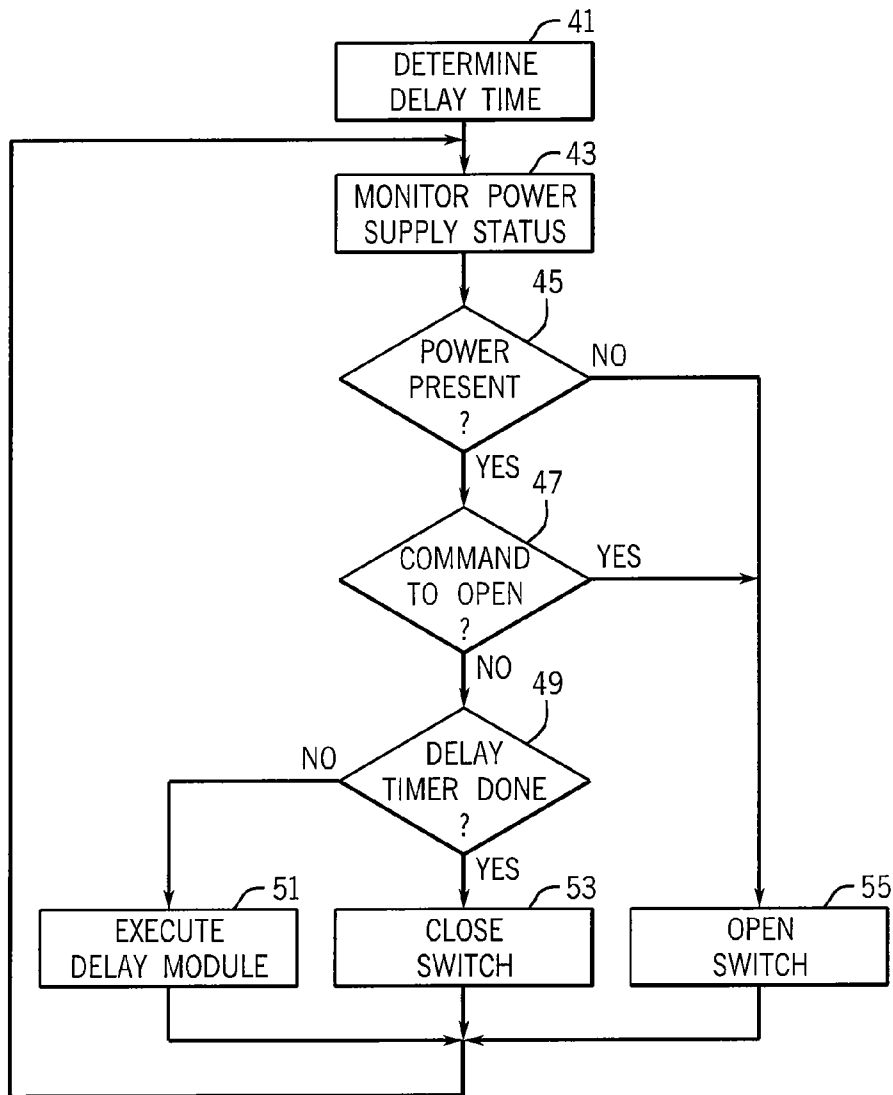 41
DETERMINE
DELAY TIME
43
MONITOR POWER
SUPPLY STATUS
45
POWER
PRESENT
?
NO
YES
47
COMMAND
TO OPEN
?
YES
NO
49
DELAY
TIMER DONE
?
NO
YES
51
EXECUTE
DELAY MODULE
53
CLOSE
SWITCH
55
OPEN
SWITCH